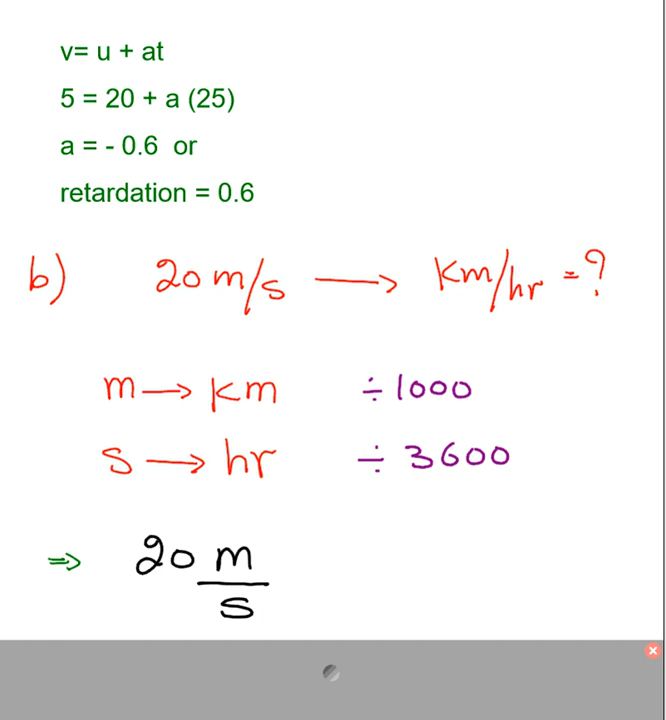 v= u + at
5 = 20 + a (25)
a = - 0.6 or
retardation = 0.6
b) 20 m/s → km/hr = ?
m → km ÷ 1000
s → hr ÷ 3600
⇒ 20 m
s